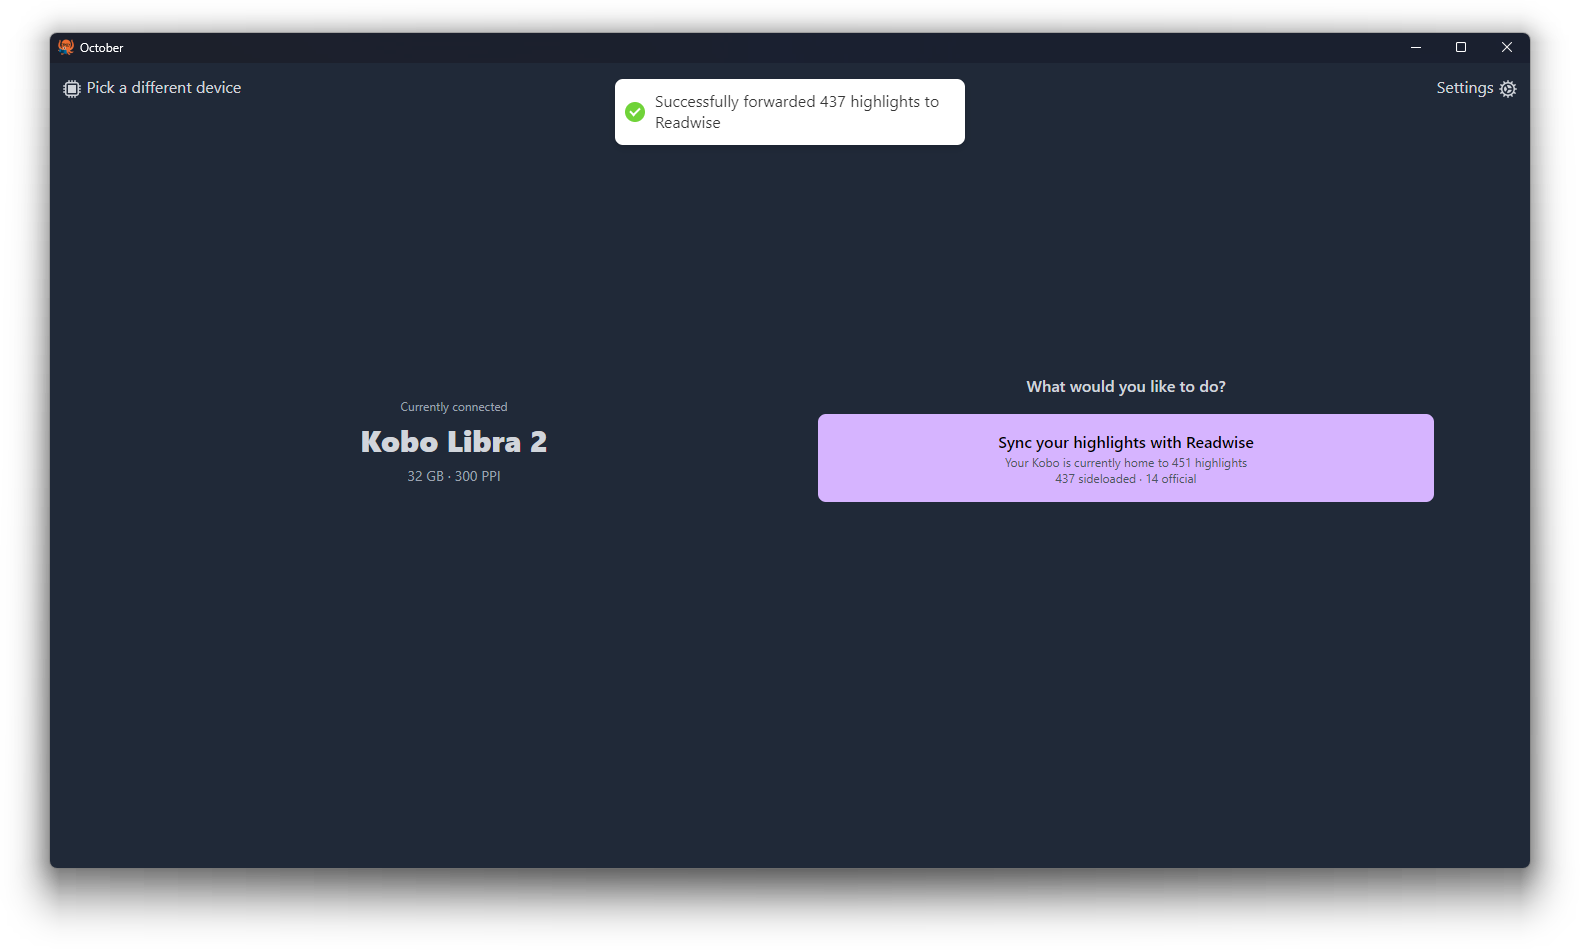 October
Pick a different device
Successfully forwarded 437 highlights to
Readwise
Settings
Currently connected
Kobo Libra 2
32 GB · 300 PPI
What would you like to do?
Sync your highlights with Readwise
Your Kobo is currently home to 451 highlights
437 sideloaded · 14 official